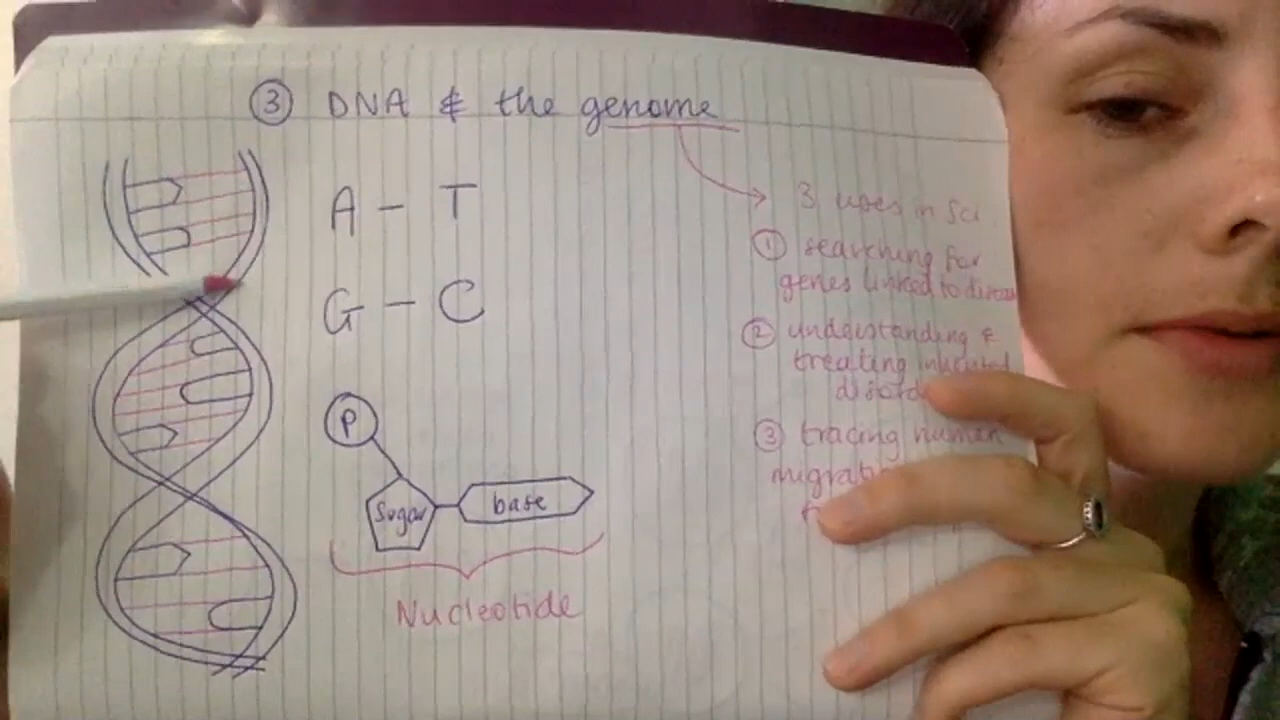 ③ DNA & the genome
A - T
G - C
P
Sugar
base
Nucleotide
3 uses in Sci
① searching for
genes linked to
② understanding &
treating
③ tracing human